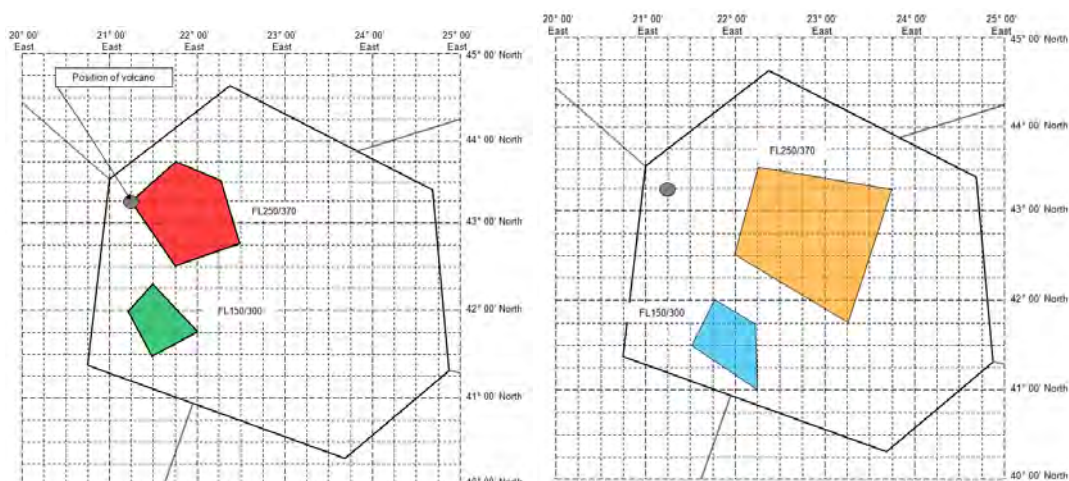 20° 00' East
21° 00' East
22° 00' East
23° 00' East
24° 00' East
25° 00' East
45° 00' North
Position of volcano
44° 00' North
43° 00' North
FL250/370
42° 00' North
FL150/300
41° 00' North
40° 00' North
20° 00' East
21° 00' East
22° 00' East
23° 00' East
24° 00' East
25° 00' East
45° 00' North
44° 00' North
FL250/370
43° 00' North
42° 00' North
FL150/300
41° 00' North
40° 00' North